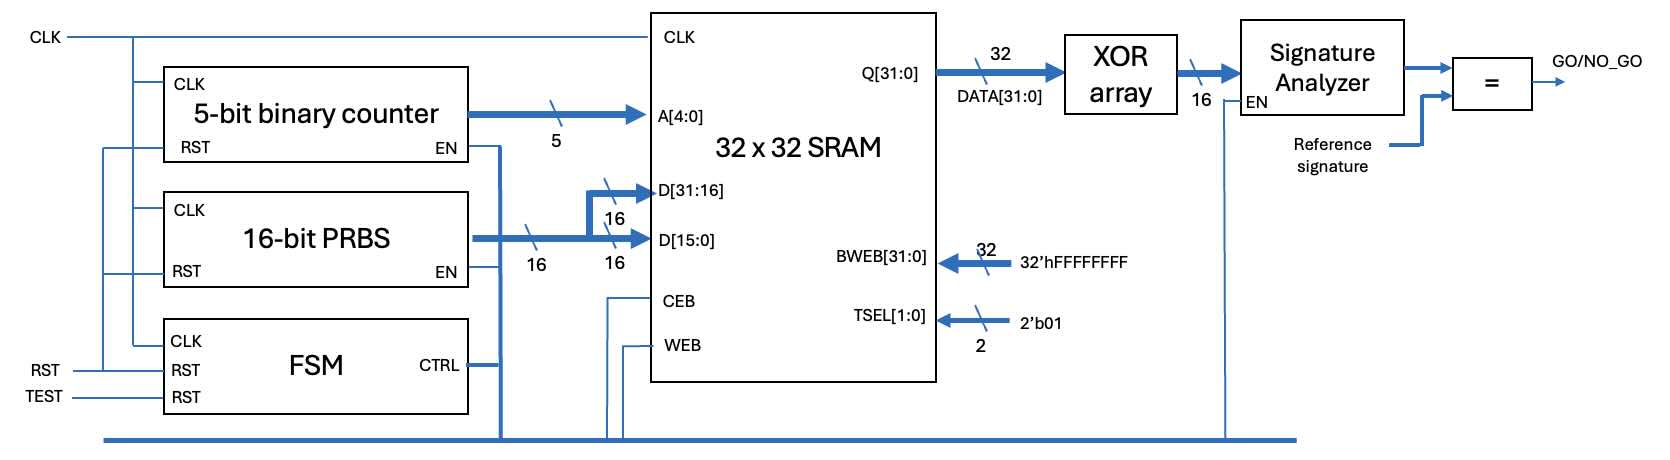 CLK
CLK
5-bit binary counter
RST
EN
CLK
16-bit PRBS
RST
EN
CLK
FSM
CTRL
RST
RST
TEST
RST
5
16
16
16
CLK
A[4:0]
32 x 32 SRAM
D[31:16]
D[15:0]
CEB
WEB
Q[31:0]
BWEB[31:0]
TSEL[1:0]
32
DATA[31:0]
32
32'hFFFFFFFF
2'b01
2
XOR
array
16
Signature
Analyzer
EN
=
GO/NO_GO
Reference
signature